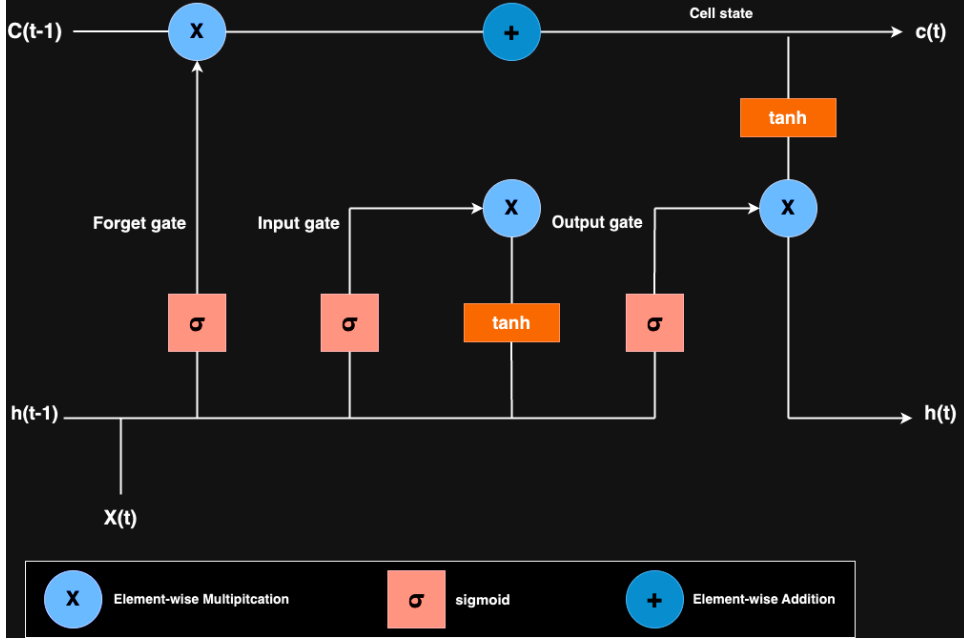 Cell state
C(t-1)
X
+
c(t)
tanh
Forget gate
Input gate
X
Output gate
X
σ
σ
tanh
σ
h(t-1)
h(t)
X(t)
X
Element-wise Multipitcation
σ
sigmoid
+
Element-wise Addition